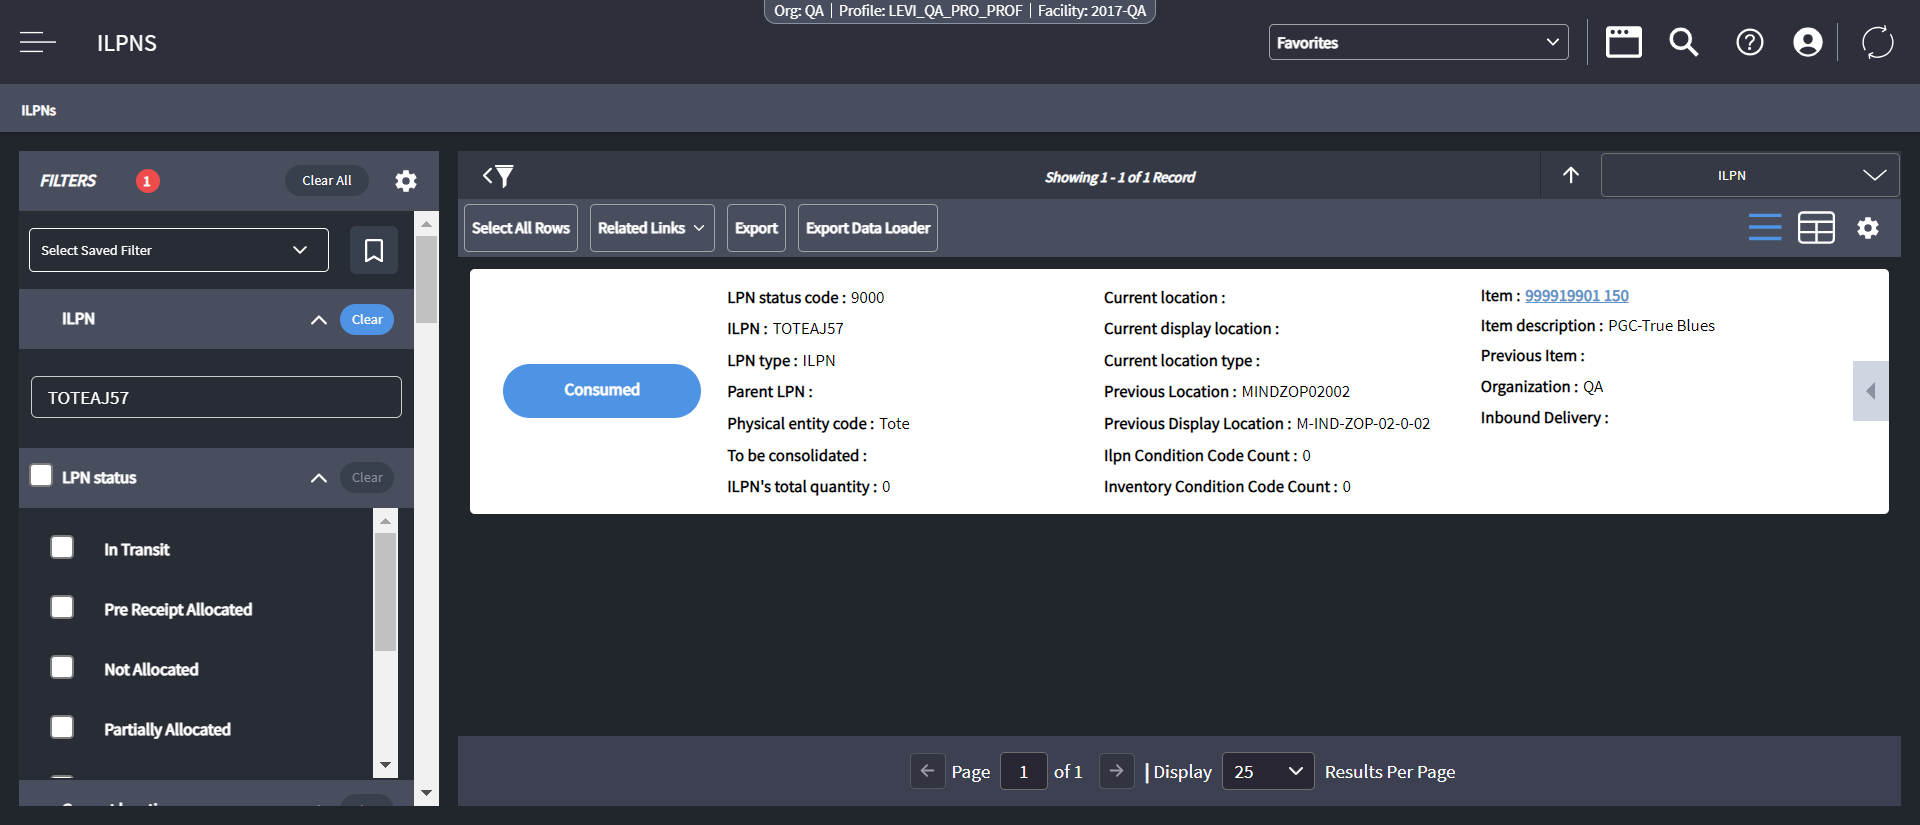 Org: QA | Profile: LEVI_QA_PRO_PROF | Facility: 2017-QA
ILPNS
Favorites
ILPNs
FILTERS 1 Clear All
Select Saved Filter
ILPN Clear
TOTEAJ57
LPN status Clear
In Transit
Pre Receipt Allocated
Not Allocated
Partially Allocated
Showing 1 - 1 of 1 Record
ILPN
Select All Rows Related Links Export Export Data Loader
Consumed
LPN status code : 9000
ILPN : TOTEAJ57
LPN type : ILPN
Parent LPN :
Physical entity code : Tote
To be consolidated :
ILPN's total quantity : 0
Current location :
Current display location :
Current location type :
Previous Location : MINDZOP02002
Previous Display Location : M-IND-ZOP-02-0-02
Ilpn Condition Code Count : 0
Inventory Condition Code Count : 0
Item : 999919901 150
Item description : PGC-True Blues
Previous Item :
Organization : QA
Inbound Delivery :
Page 1 of 1 | Display 25 Results Per Page